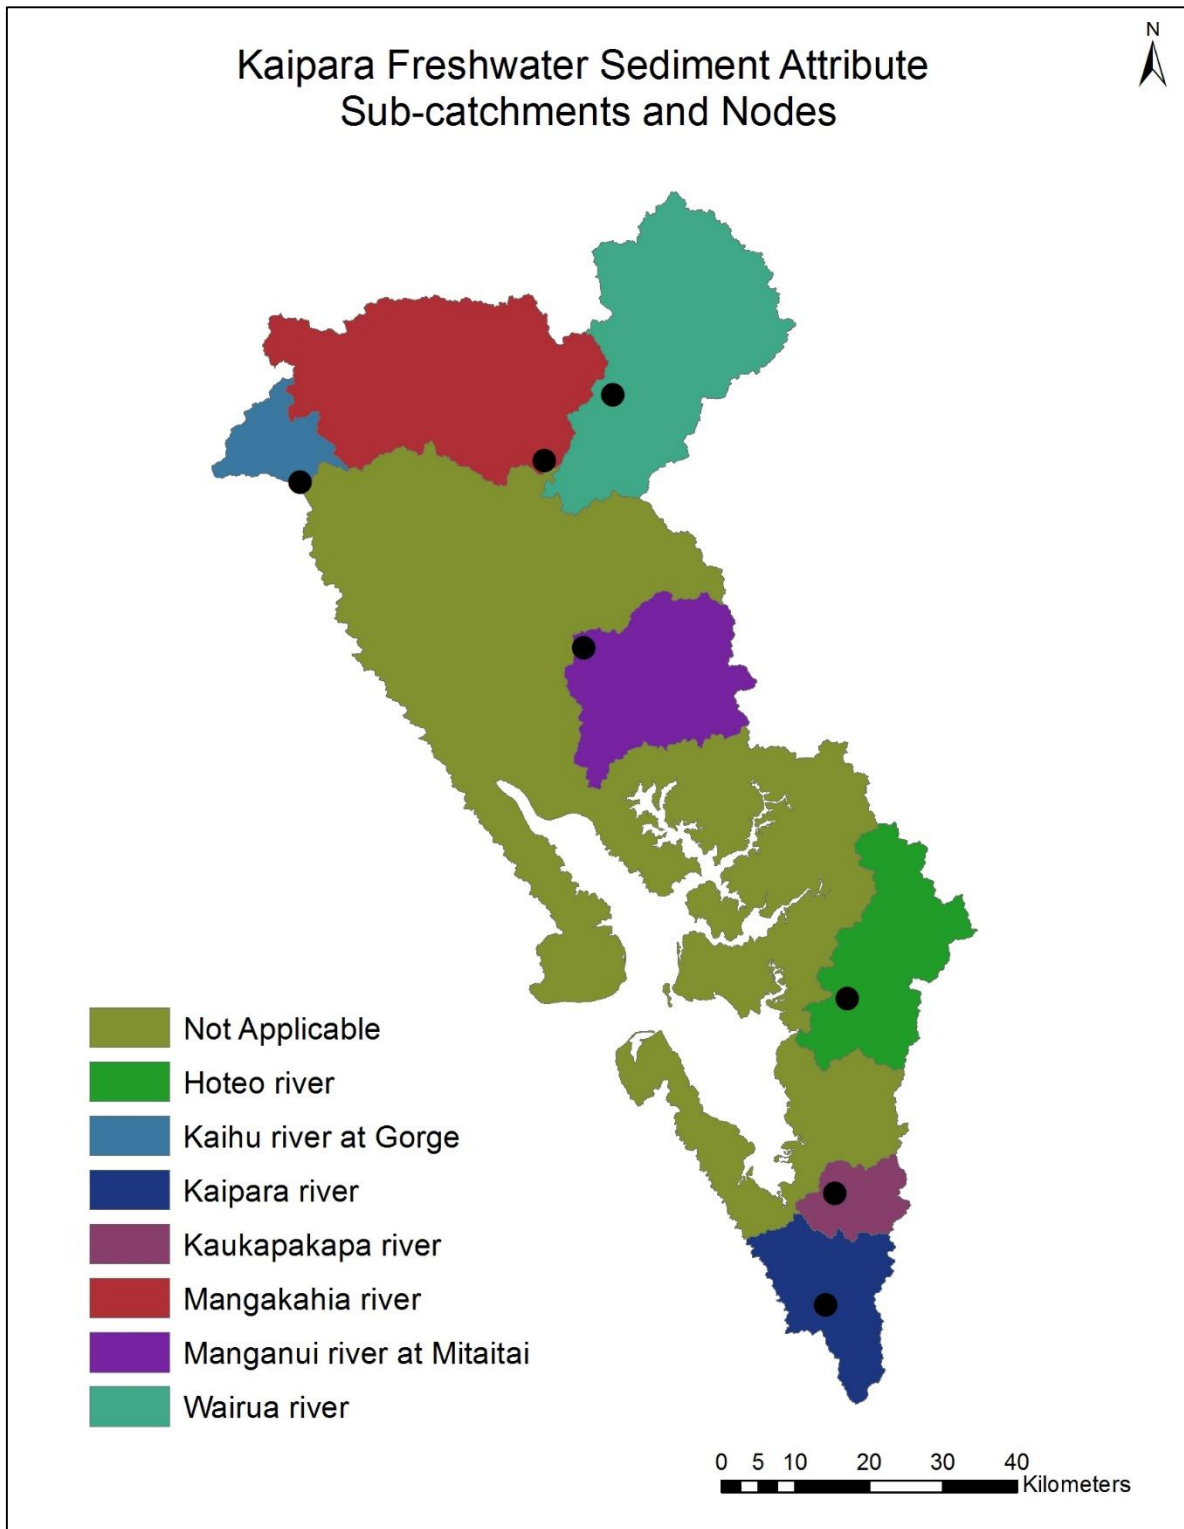 N
Kaipara Freshwater Sediment Attribute
Sub-catchments and Nodes
Not Applicable
Hoteo river
Kaihu river at Gorge
Kaipara river
Kaukapakapa river
Mangakahia river
Manganui river at Mitaitai
Wairua river
0 5 10 20 30 40
Kilometers